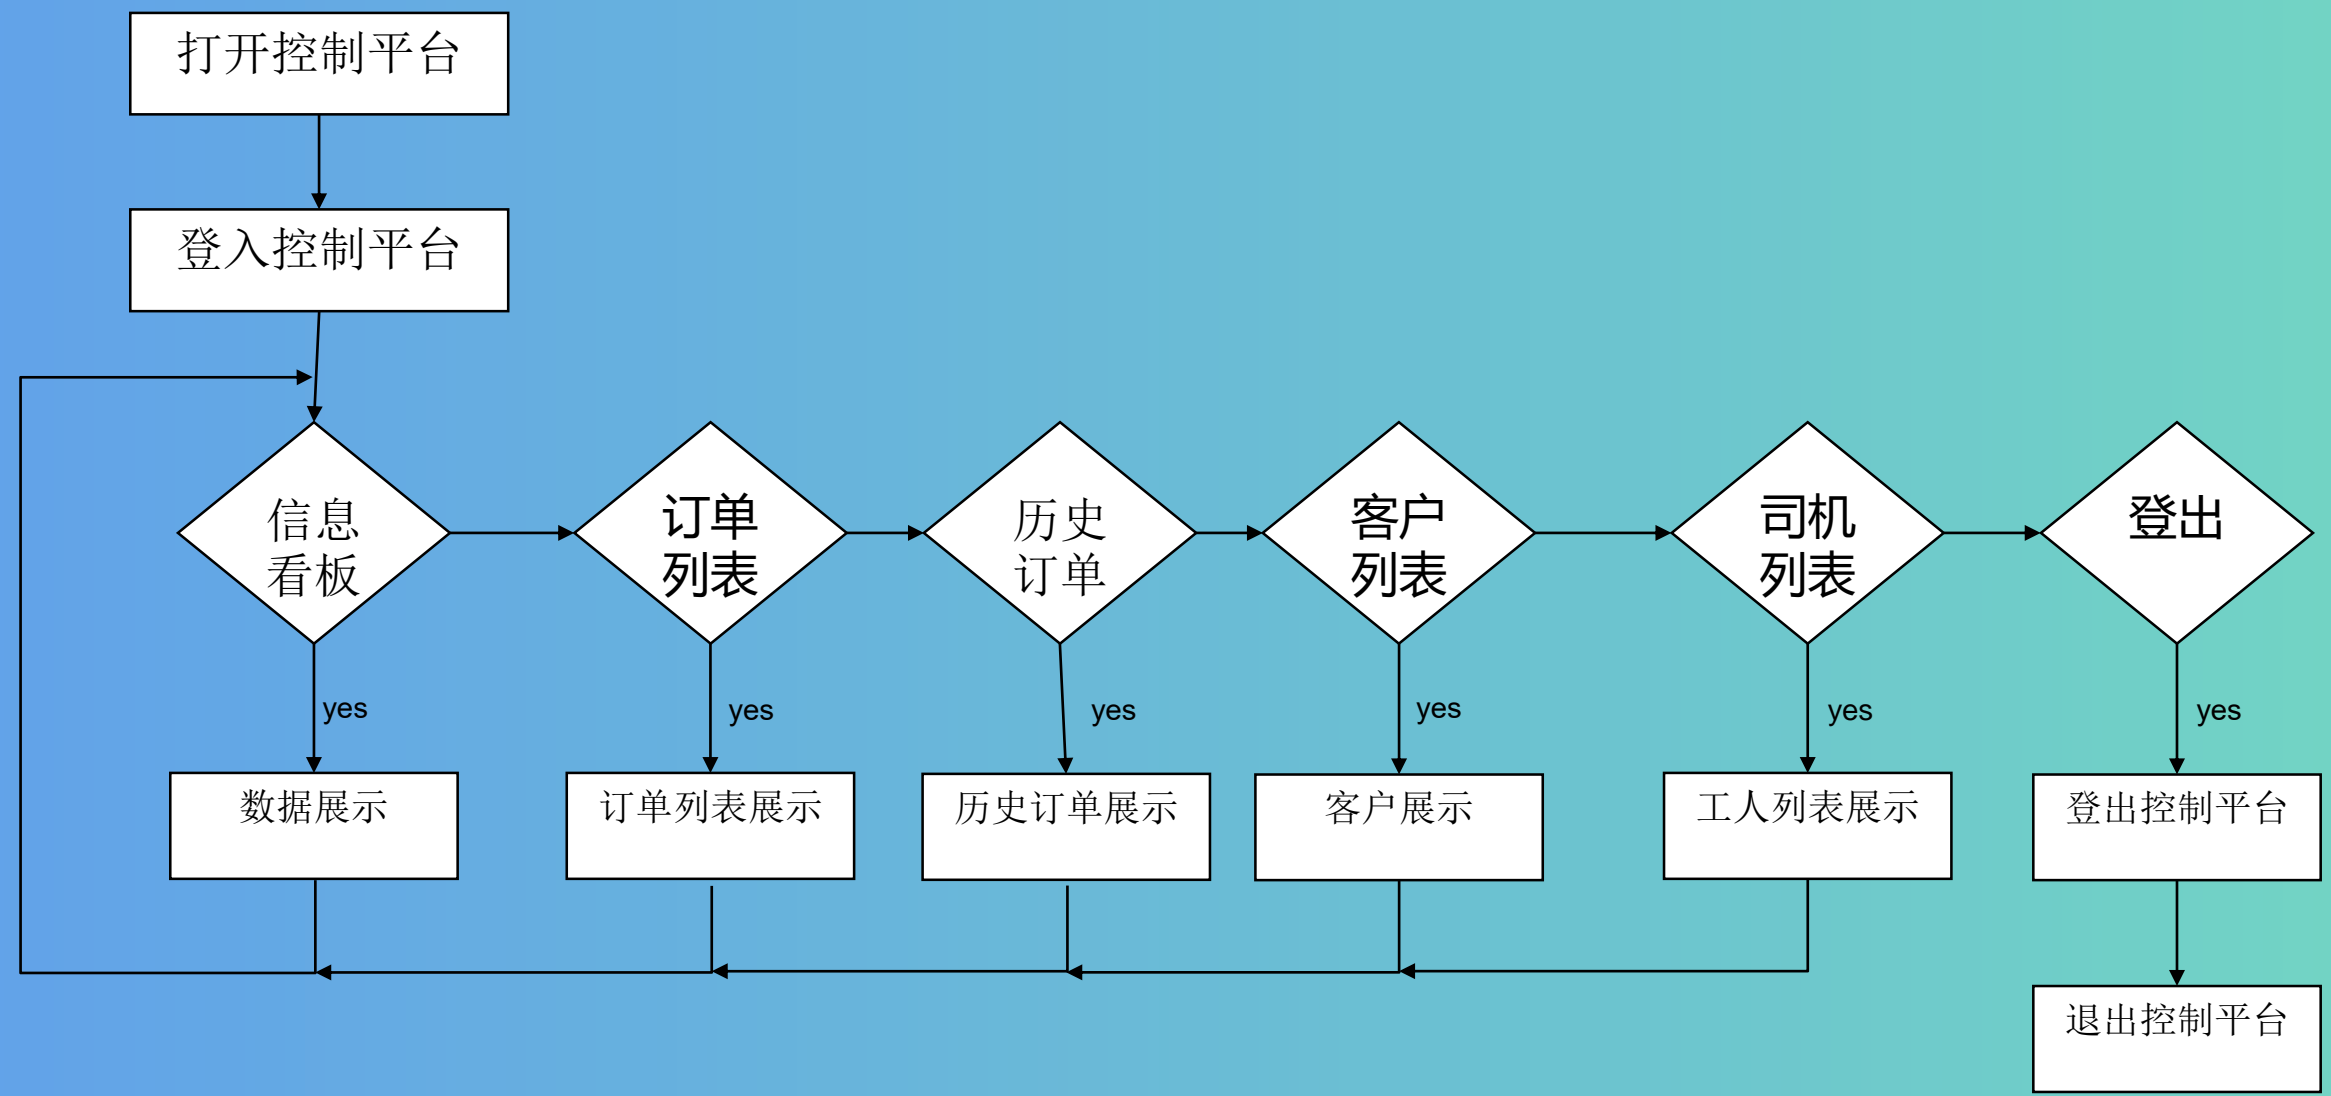 打开控制平台
登入控制平台
信息
看板
订单
列表
历史
订单
客户
列表
司机
列表
登出
yes
yes
yes
yes
yes
yes
数据展示
订单列表展示
历史订单展示
客户展示
工人列表展示
登出控制平台
退出控制平台